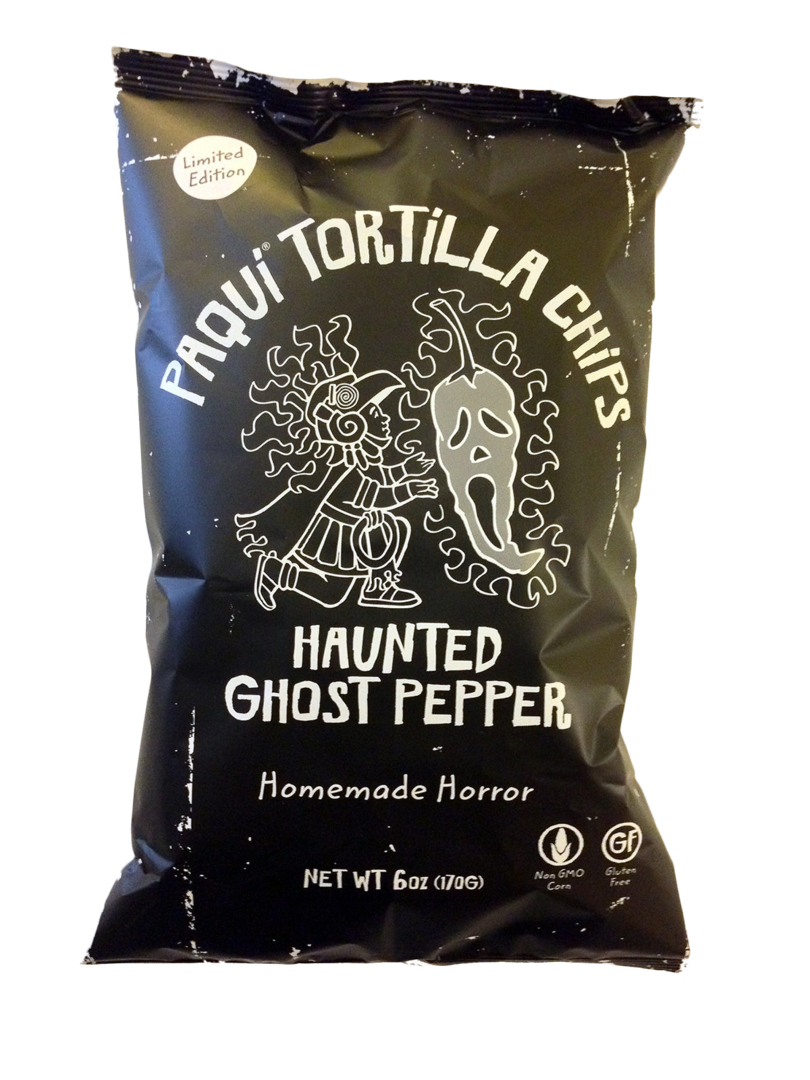 Limited
Edition
PAQUI® TORTILLA CHIPS
HAUNTED
GHOST PEPPER
Homemade Horror
NET WT 6oz (170G)
Non GMO
Corn
GF
Gluten
Free